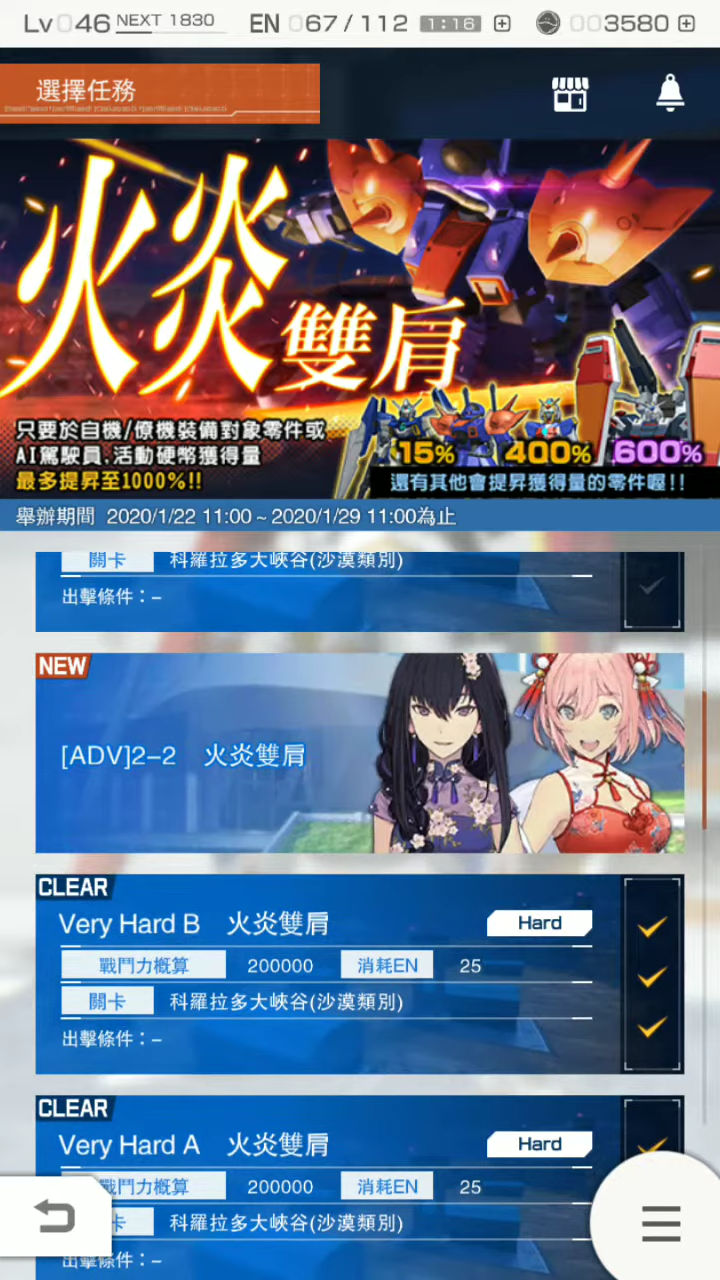 Lv046 NEXT 1830 EN 067/112 1:16 003580
選擇任務
火炎雙肩
只要於自機/僚機裝備對象零件或
AI駕駛員,活動硬幣獲得量
最多提昇至1000%!!
15% 400% 600%
還有其他會提昇獲得量的零件喔!!
舉辦期間 2020/1/22 11:00 ~ 2020/1/29 11:00為止
關卡 科羅拉多大峽谷(沙漠類別)
出擊條件：–
NEW
[ADV]2–2 火炎雙肩
CLEAR
Very Hard B 火炎雙肩 Hard
戰鬥力概算 200000 消耗EN 25
關卡 科羅拉多大峽谷(沙漠類別)
出擊條件：–
CLEAR
Very Hard A 火炎雙肩 Hard
戰鬥力概算 200000 消耗EN 25
卡 科羅拉多大峽谷(沙漠類別)
出擊條件：–